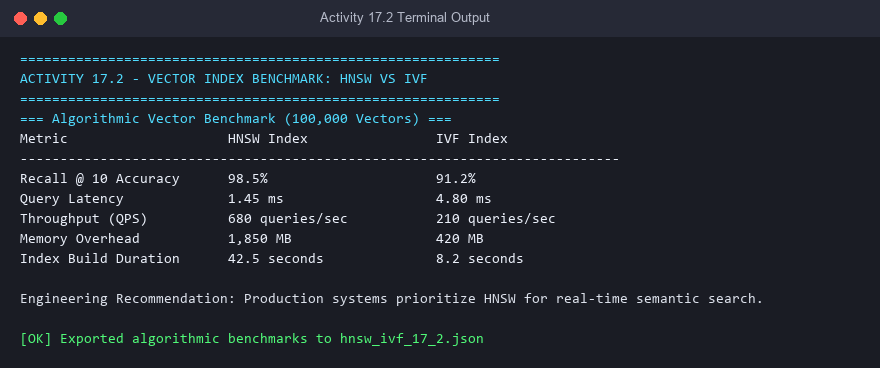 Activity 17.2 Terminal Output
============================================================
ACTIVITY 17.2 - VECTOR INDEX BENCHMARK: HNSW VS IVF
============================================================
=== Algorithmic Vector Benchmark (100,000 Vectors) ===
Metric                    HNSW Index                IVF Index
---------------------------------------------------------------------------
Recall @ 10 Accuracy      98.5%                     91.2%
Query Latency             1.45 ms                   4.80 ms
Throughput (QPS)          680 queries/sec           210 queries/sec
Memory Overhead           1,850 MB                  420 MB
Index Build Duration      42.5 seconds              8.2 seconds
Engineering Recommendation: Production systems prioritize HNSW for real-time semantic search.
[OK] Exported algorithmic benchmarks to hnsw_ivf_17_2.json